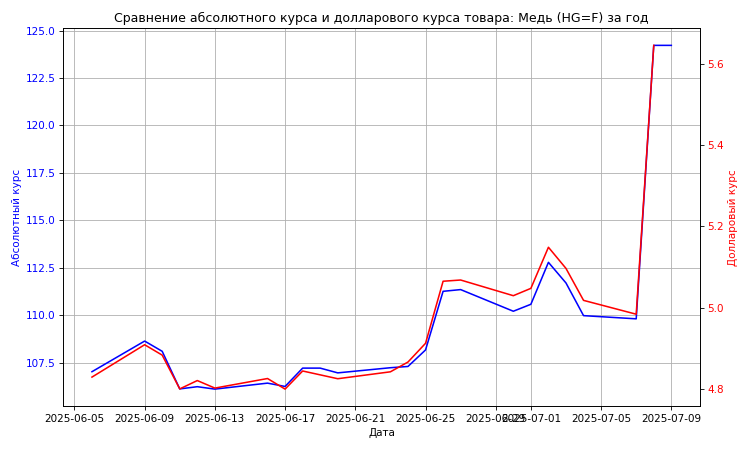 Сравнение абсолютного курса и долларового курса товара: Медь (HG=F) за год
125.0
122.5
120.0
117.5
115.0
112.5
110.0
107.5
Абсолютный курс
5.6
5.4
5.2
5.0
4.8
Долларовый курс
2025-06-05 2025-06-09 2025-06-13 2025-06-17 2025-06-21 2025-06-25 2025-06-29 2025-07-01 2025-07-05 2025-07-09
Дата